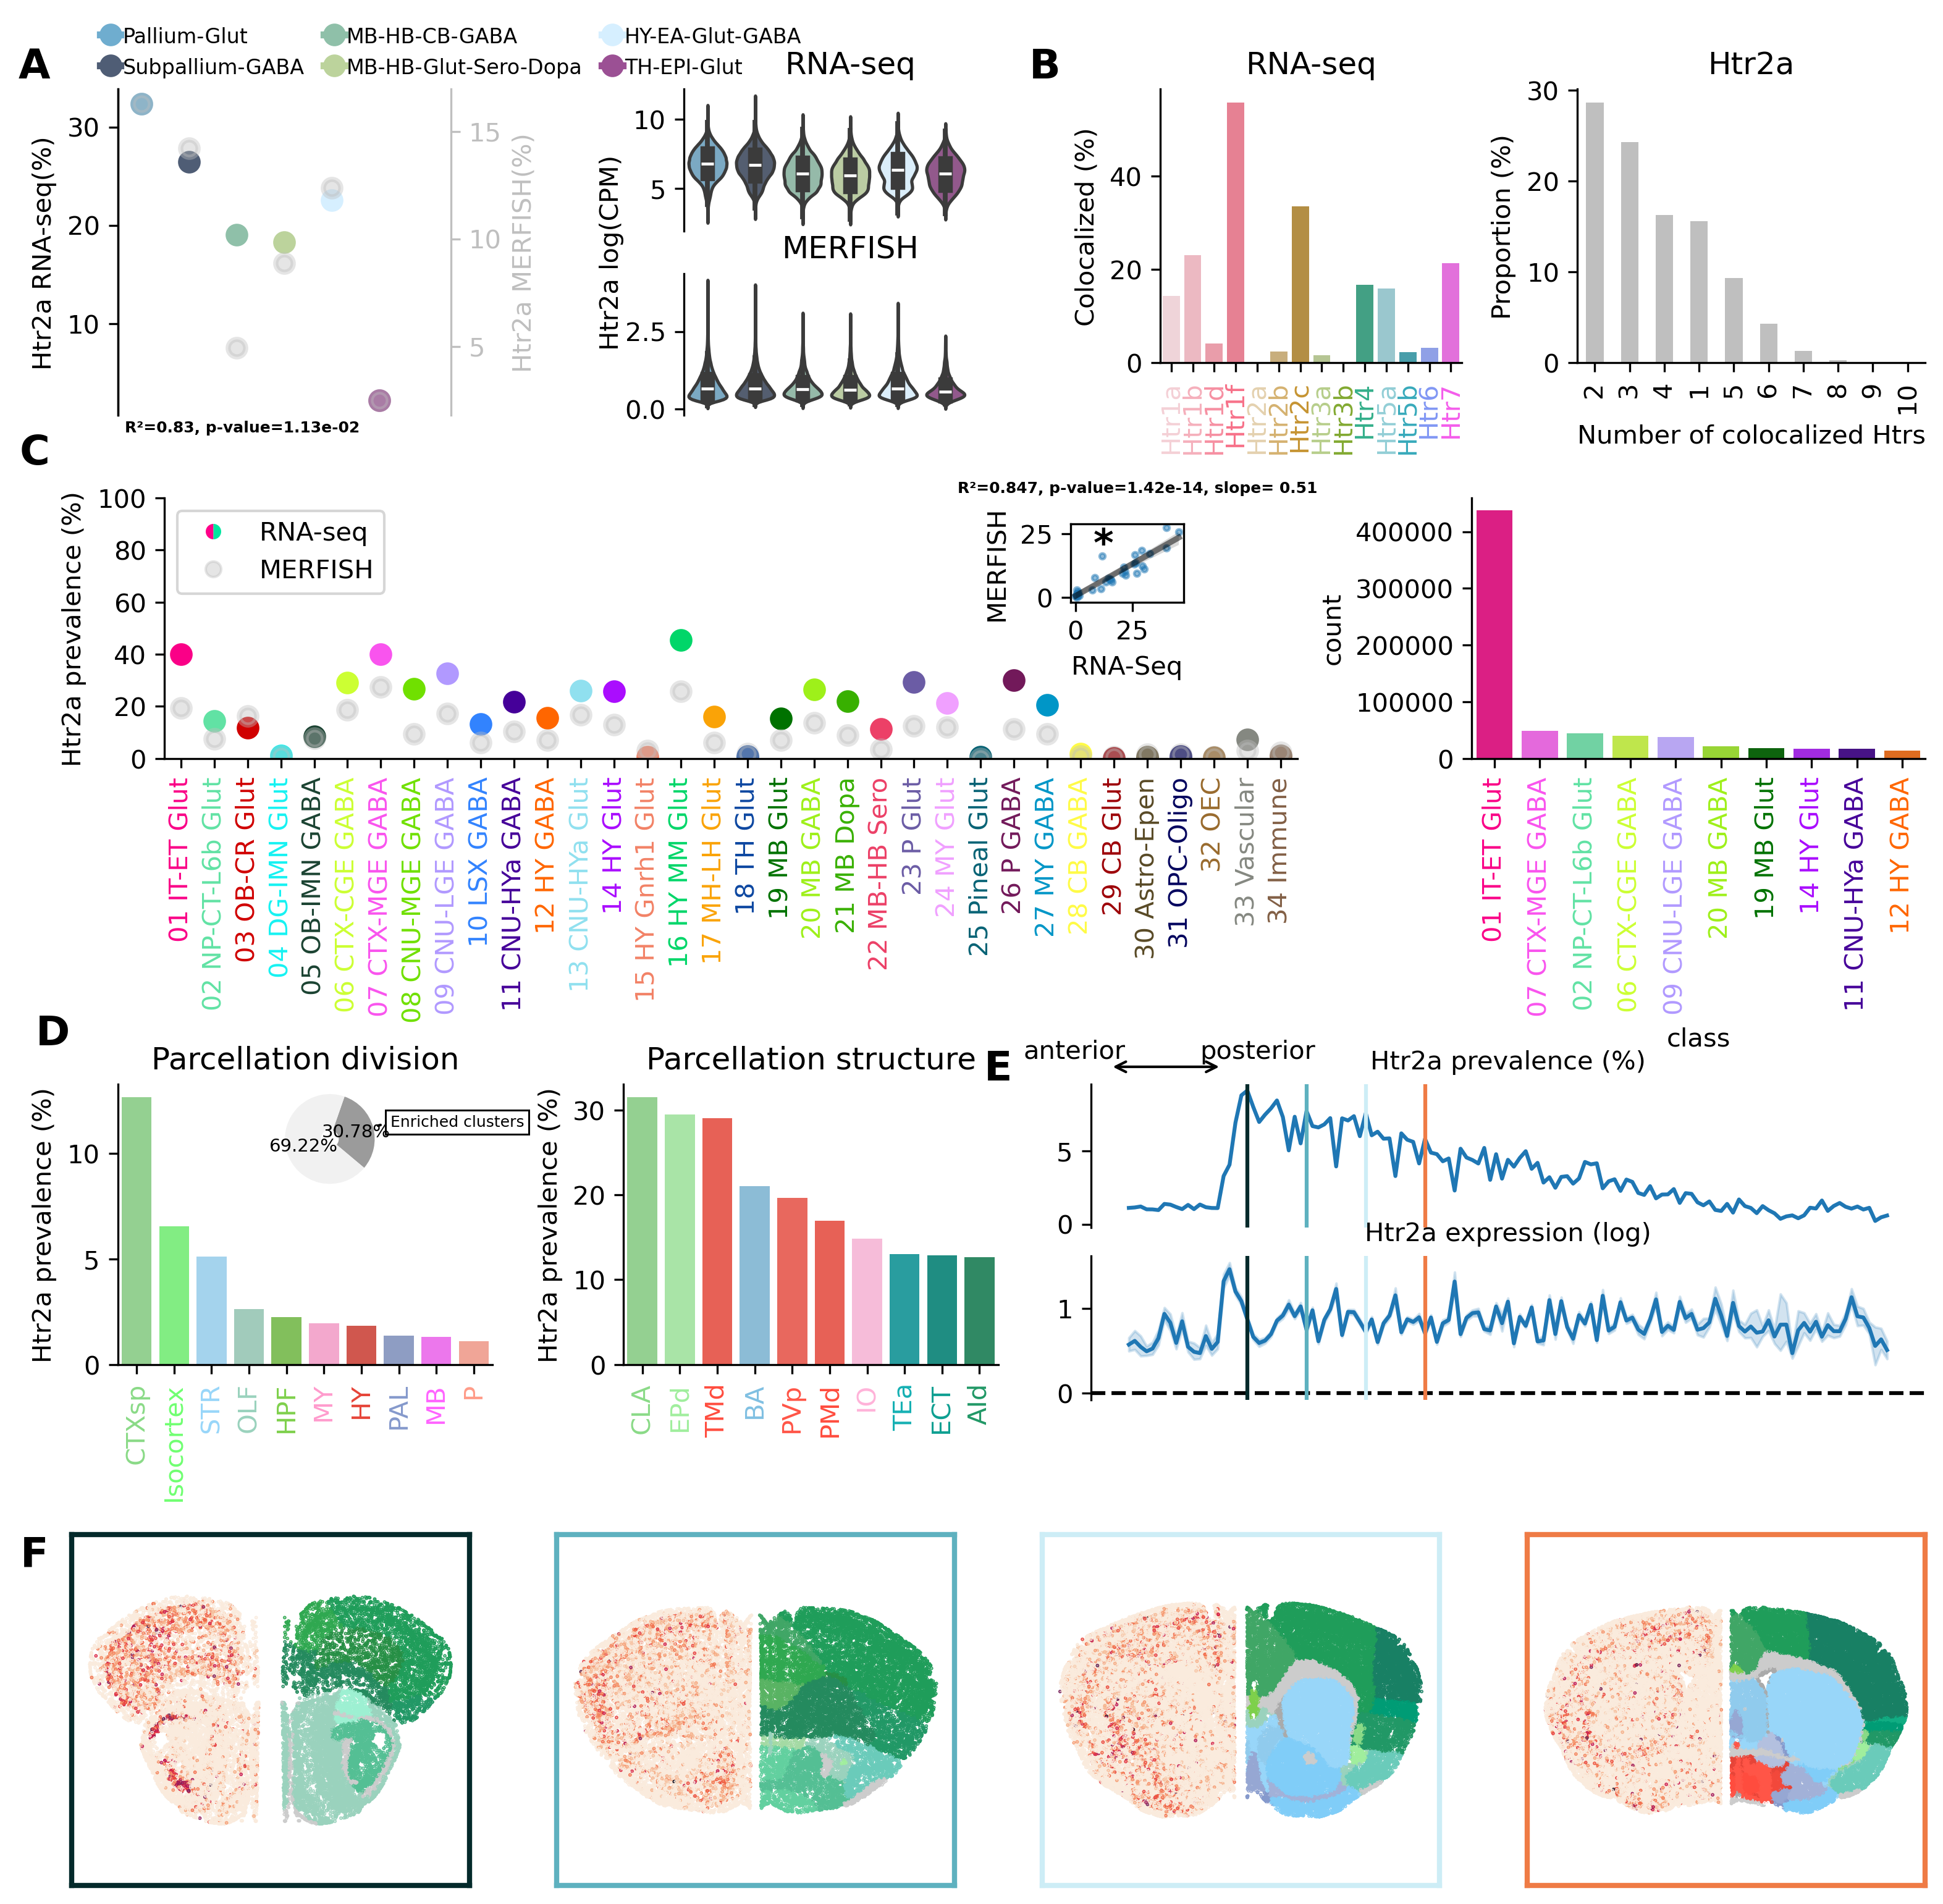 A
Pallium-Glut
Subpallium-GABA
MB-HB-CB-GABA
MB-HB-Glut-Sero-Dopa
HY-EA-Glut-GABA
TH-EPI-Glut
Htr2a RNA-seq(%)
30
20
10
Htr2a MERFISH(%)
15
10
5
R²=0.83, p-value=1.13e-02
RNA-seq
Htr2a log(CPM)
10
5
MERFISH
2.5
0.0
B
RNA-seq
Colocalized (%)
40
20
0
Htr1a
Htr1b
Htr1d
Htr1f
Htr2a
Htr2b
Htr2c
Htr3a
Htr3b
Htr4
Htr5a
Htr5b
Htr6
Htr7
Htr2a
Proportion (%)
30
20
10
0
2
3
4
1
5
6
7
8
9
10
Number of colocalized Htrs
C
Htr2a prevalence (%)
100
80
60
40
20
0
RNA-seq
MERFISH
R²=0.847, p-value=1.42e-14, slope= 0.51
MERFISH
25
0
*
0
25
RNA-Seq
01 IT-ET Glut
02 NP-CT-L6b Glut
03 OB-CR Glut
04 DG-IMN Glut
05 OB-IMN GABA
06 CTX-CGE GABA
07 CTX-MGE GABA
08 CNU-MGE GABA
09 CNU-LGE GABA
10 LSX GABA
11 CNU-HYa GABA
12 HY GABA
13 CNU-HYa Glut
14 HY Glut
15 HY Gnrh1 Glut
16 HY MM Glut
17 MH-LH Glut
18 TH Glut
19 MB Glut
20 MB GABA
21 MB Dopa
22 MB-HB Sero
23 P Glut
24 MY Glut
25 Pineal Glut
26 P GABA
27 MY GABA
28 CB GABA
29 CB Glut
30 Astro-Epen
31 OPC-Oligo
32 OEC
33 Vascular
34 Immune
count
400000
300000
200000
100000
0
01 IT-ET Glut
07 CTX-MGE GABA
02 NP-CT-L6b Glut
06 CTX-CGE GABA
09 CNU-LGE GABA
20 MB GABA
19 MB Glut
14 HY Glut
11 CNU-HYa GABA
12 HY GABA
class
D
Parcellation division
Htr2a prevalence (%)
10
5
0
69.22%
30.78%
Enriched clusters
CTXsp
Isocortex
STR
OLF
HPF
MY
HY
PAL
MB
P
Parcellation structure
Htr2a prevalence (%)
30
20
10
0
CLA
EPd
TMd
BA
PVp
PMd
IO
TEa
ECT
AId
E
anterior
posterior
Htr2a prevalence (%)
5
0
Htr2a expression (log)
1
0
F